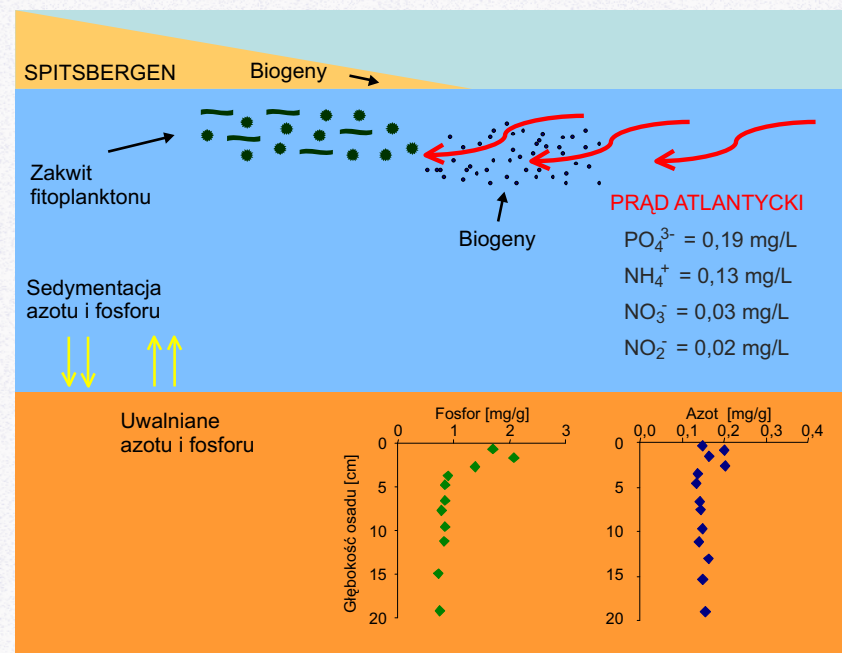 SPITSBERGEN
Biogeny
Zakwit
fitoplanktonu
Biogeny
PRĄD ATLANTYCKI
PO₄³⁻ = 0,19 mg/L
NH₄⁺ = 0,13 mg/L
NO₃⁻ = 0,03 mg/L
NO₂⁻ = 0,02 mg/L
Sedymentacja
azotu i fosforu
Uwalniane
azotu i fosforu
Fosfor [mg/g]
0 1 2 3
Głębokość osadu [cm]
0
5
10
15
20
Azot [mg/g]
0,0 0,1 0,2 0,3 0,4
0
5
10
15
20